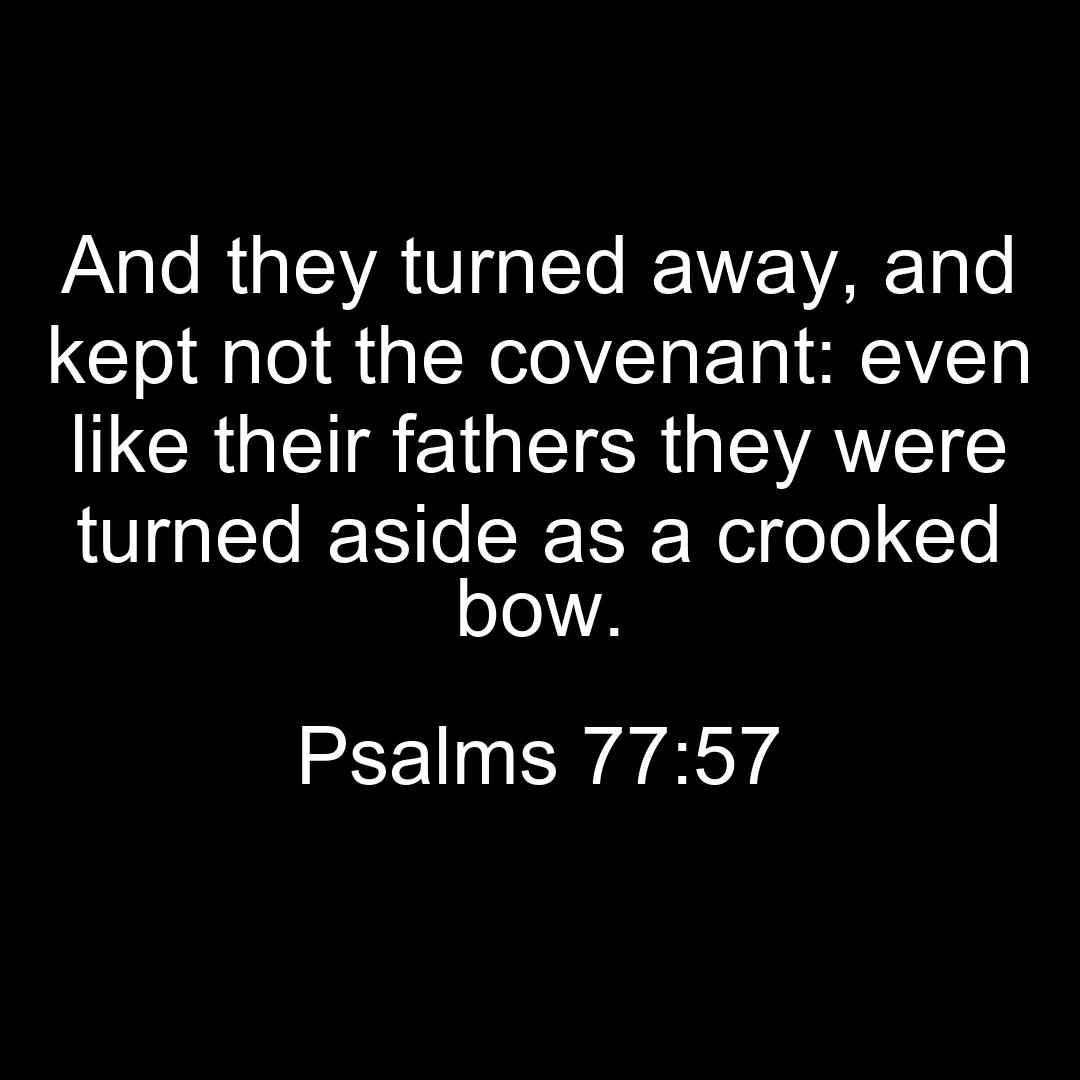 And they turned away, and
kept not the covenant: even
like their fathers they were
turned aside as a crooked
bow.
Psalms 77:57